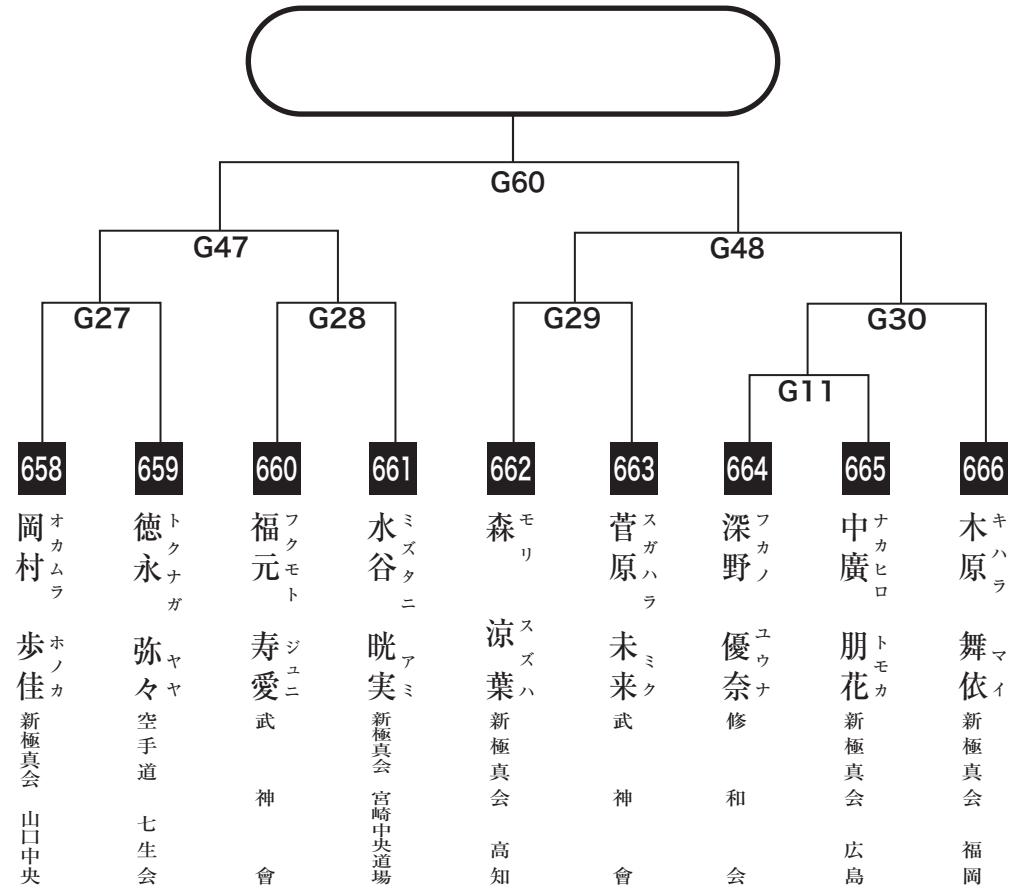 G60
G47
G48
G27
G28
G29
G30
G11
658
659
660
661
662
663
664
665
666
岡村 歩佳
オカムラ ホノカ
新極真会 山口中央
徳永 弥々
トクナガ ヤヤ
空手道 七生会
福元 寿愛
フクモト ジュニ
武神會
水谷 晄実
ミズタニ アミ
新極真会 宮崎中央道場
森 涼葉
モリ スズハ
新極真会 高知
菅原 未来
スガハラ ミク
武神會
深野 優奈
フカノ ユウナ
修和会
中廣 朋花
ナカヒロ トモカ
新極真会 広島
木原 舞依
キハラ マイ
新極真会 福岡